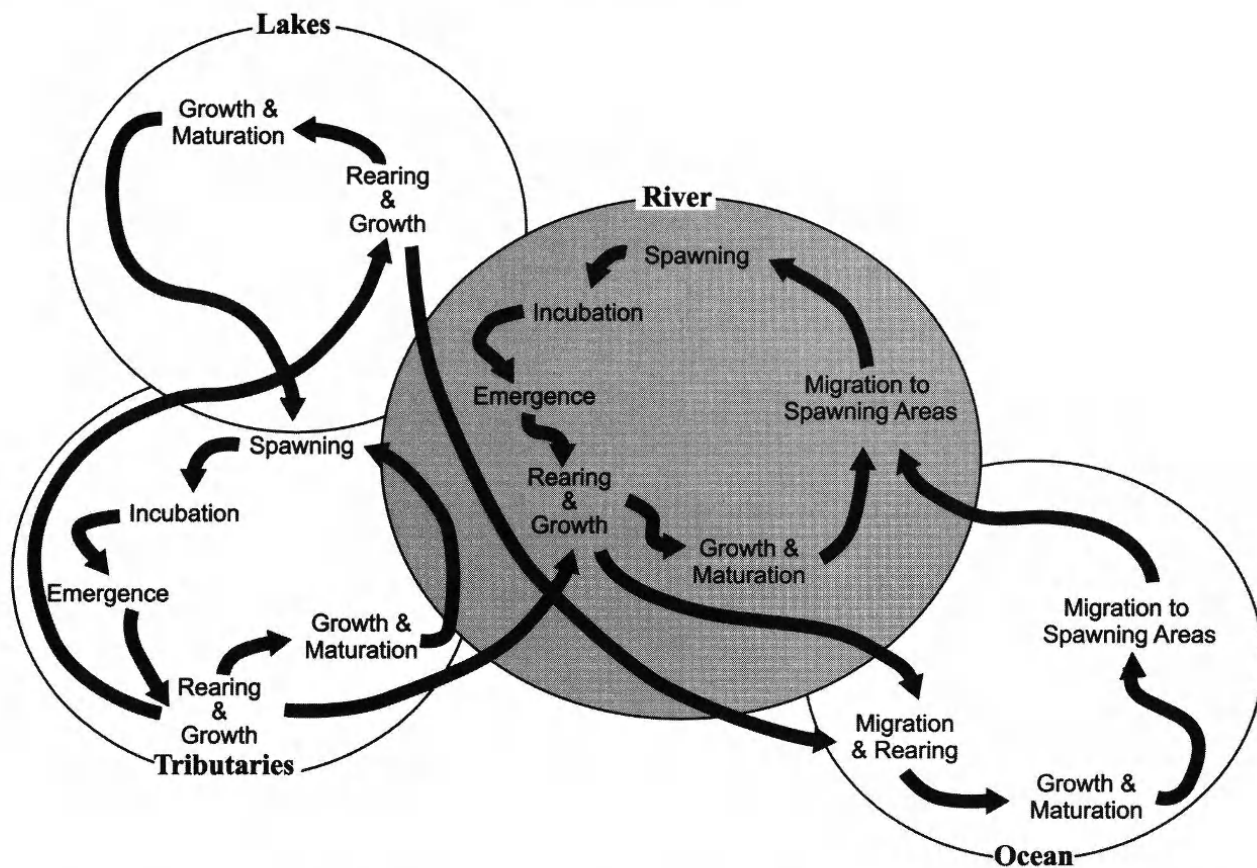 Lakes
Growth &
Maturation
Rearing
&
Growth
River
Spawning
Incubation
Emergence
Rearing
&
Growth
Growth &
Maturation
Migration to
Spawning Areas
Spawning
Incubation
Emergence
Rearing
&
Growth
Growth &
Maturation
Tributaries
Migration
& Rearing
Growth &
Maturation
Migration to
Spawning Areas
Ocean